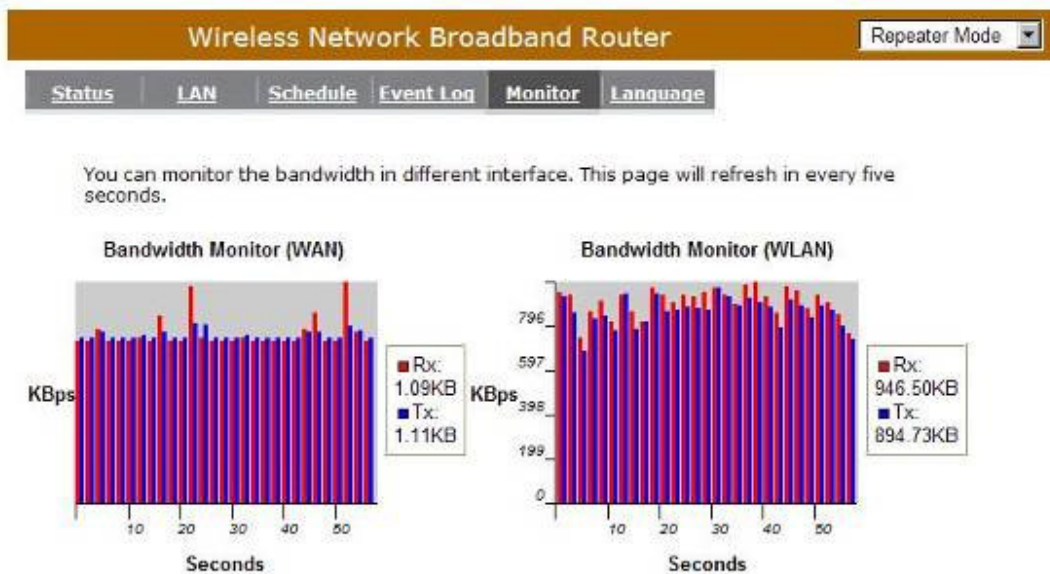 Wireless Network Broadband Router
Repeater Mode
Status LAN Schedule Event Log Monitor Language
You can monitor the bandwidth in different interface. This page will refresh in every five
seconds.
Bandwidth Monitor (WAN)
KBps
10 20 30 40 50
Seconds
Rx:
1.09KB
Tx:
1.11KB
Bandwidth Monitor (WLAN)
KBps
796
597
398
199
0
10 20 30 40 50
Seconds
Rx:
946.50KB
Tx:
894.73KB